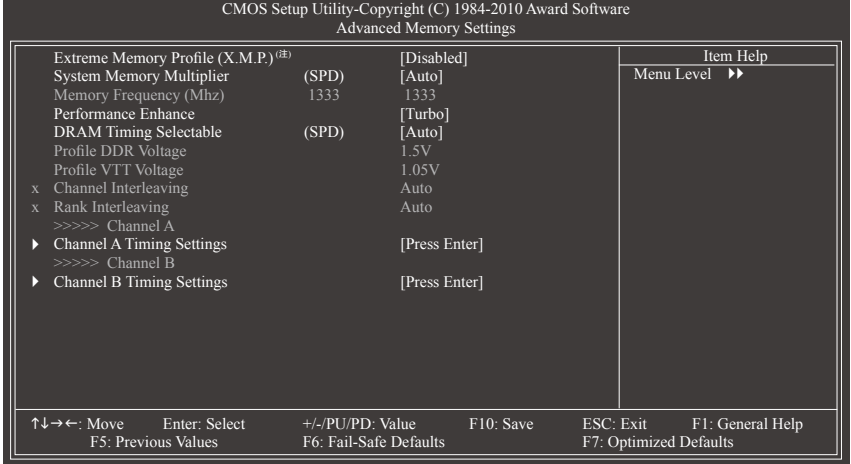 CMOS Setup Utility-Copyright (C) 1984-2010 Award Software
Advanced Memory Settings
Extreme Memory Profile (X.M.P.) (注) [Disabled]
System Memory Multiplier (SPD) [Auto]
Memory Frequency (Mhz) 1333 1333
Performance Enhance [Turbo]
DRAM Timing Selectable (SPD) [Auto]
Profile DDR Voltage 1.5V
Profile VTT Voltage 1.05V
x Channel Interleaving Auto
x Rank Interleaving Auto
>>>>> Channel A
Channel A Timing Settings [Press Enter]
>>>>> Channel B
Channel B Timing Settings [Press Enter]
Item Help
Menu Level
↑↓→←: Move Enter: Select +/-/PU/PD: Value F10: Save ESC: Exit F1: General Help
F5: Previous Values F6: Fail-Safe Defaults F7: Optimized Defaults